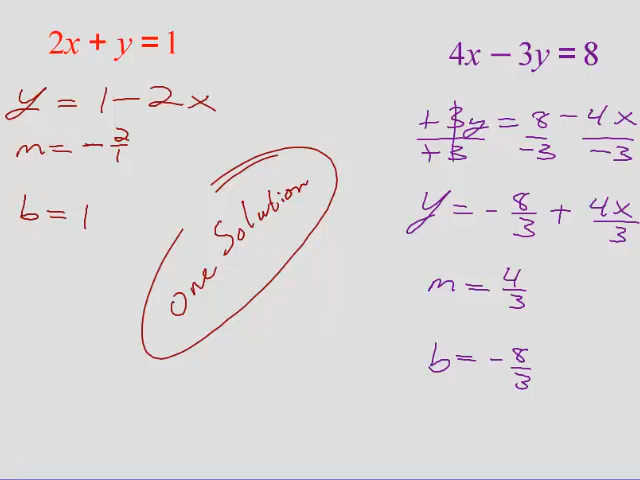 2x + y = 1
y = 1 - 2x
m = - 2/1
b = 1
One Solution
4x − 3y = 8
+3y/+3 = 8/-3 - 4x/-3
y = - 8/3 + 4x/3
m = 4/3
b = - 8/3